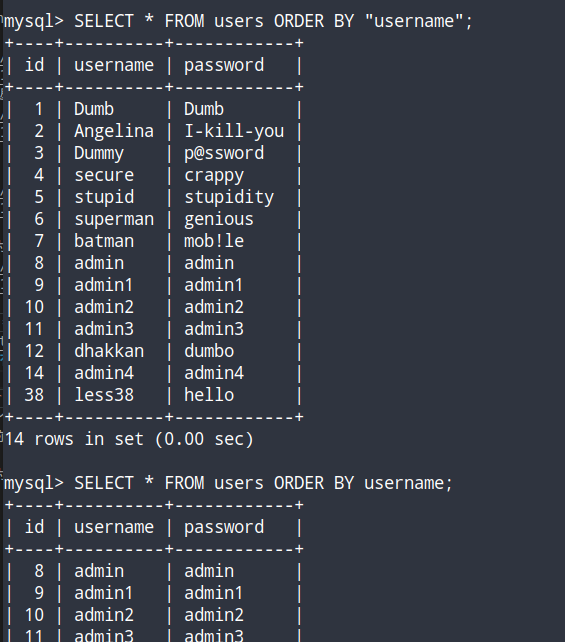 mysql> SELECT * FROM users ORDER BY "username";
+----+----------+------------+
| id | username | password   |
+----+----------+------------+
|  1 | Dumb     | Dumb       |
|  2 | Angelina | I-kill-you |
|  3 | Dummy    | p@ssword   |
|  4 | secure   | crappy     |
|  5 | stupid   | stupidity  |
|  6 | superman | genious    |
|  7 | batman   | mob!le     |
|  8 | admin    | admin      |
|  9 | admin1   | admin1     |
| 10 | admin2   | admin2     |
| 11 | admin3   | admin3     |
| 12 | dhakkan  | dumbo      |
| 14 | admin4   | admin4     |
| 38 | less38   | hello      |
+----+----------+------------+
14 rows in set (0.00 sec)

mysql> SELECT * FROM users ORDER BY username;
+----+----------+------------+
| id | username | password   |
+----+----------+------------+
|  8 | admin    | admin      |
|  9 | admin1   | admin1     |
| 10 | admin2   | admin2     |
| 11 | admin3   | admin3     |